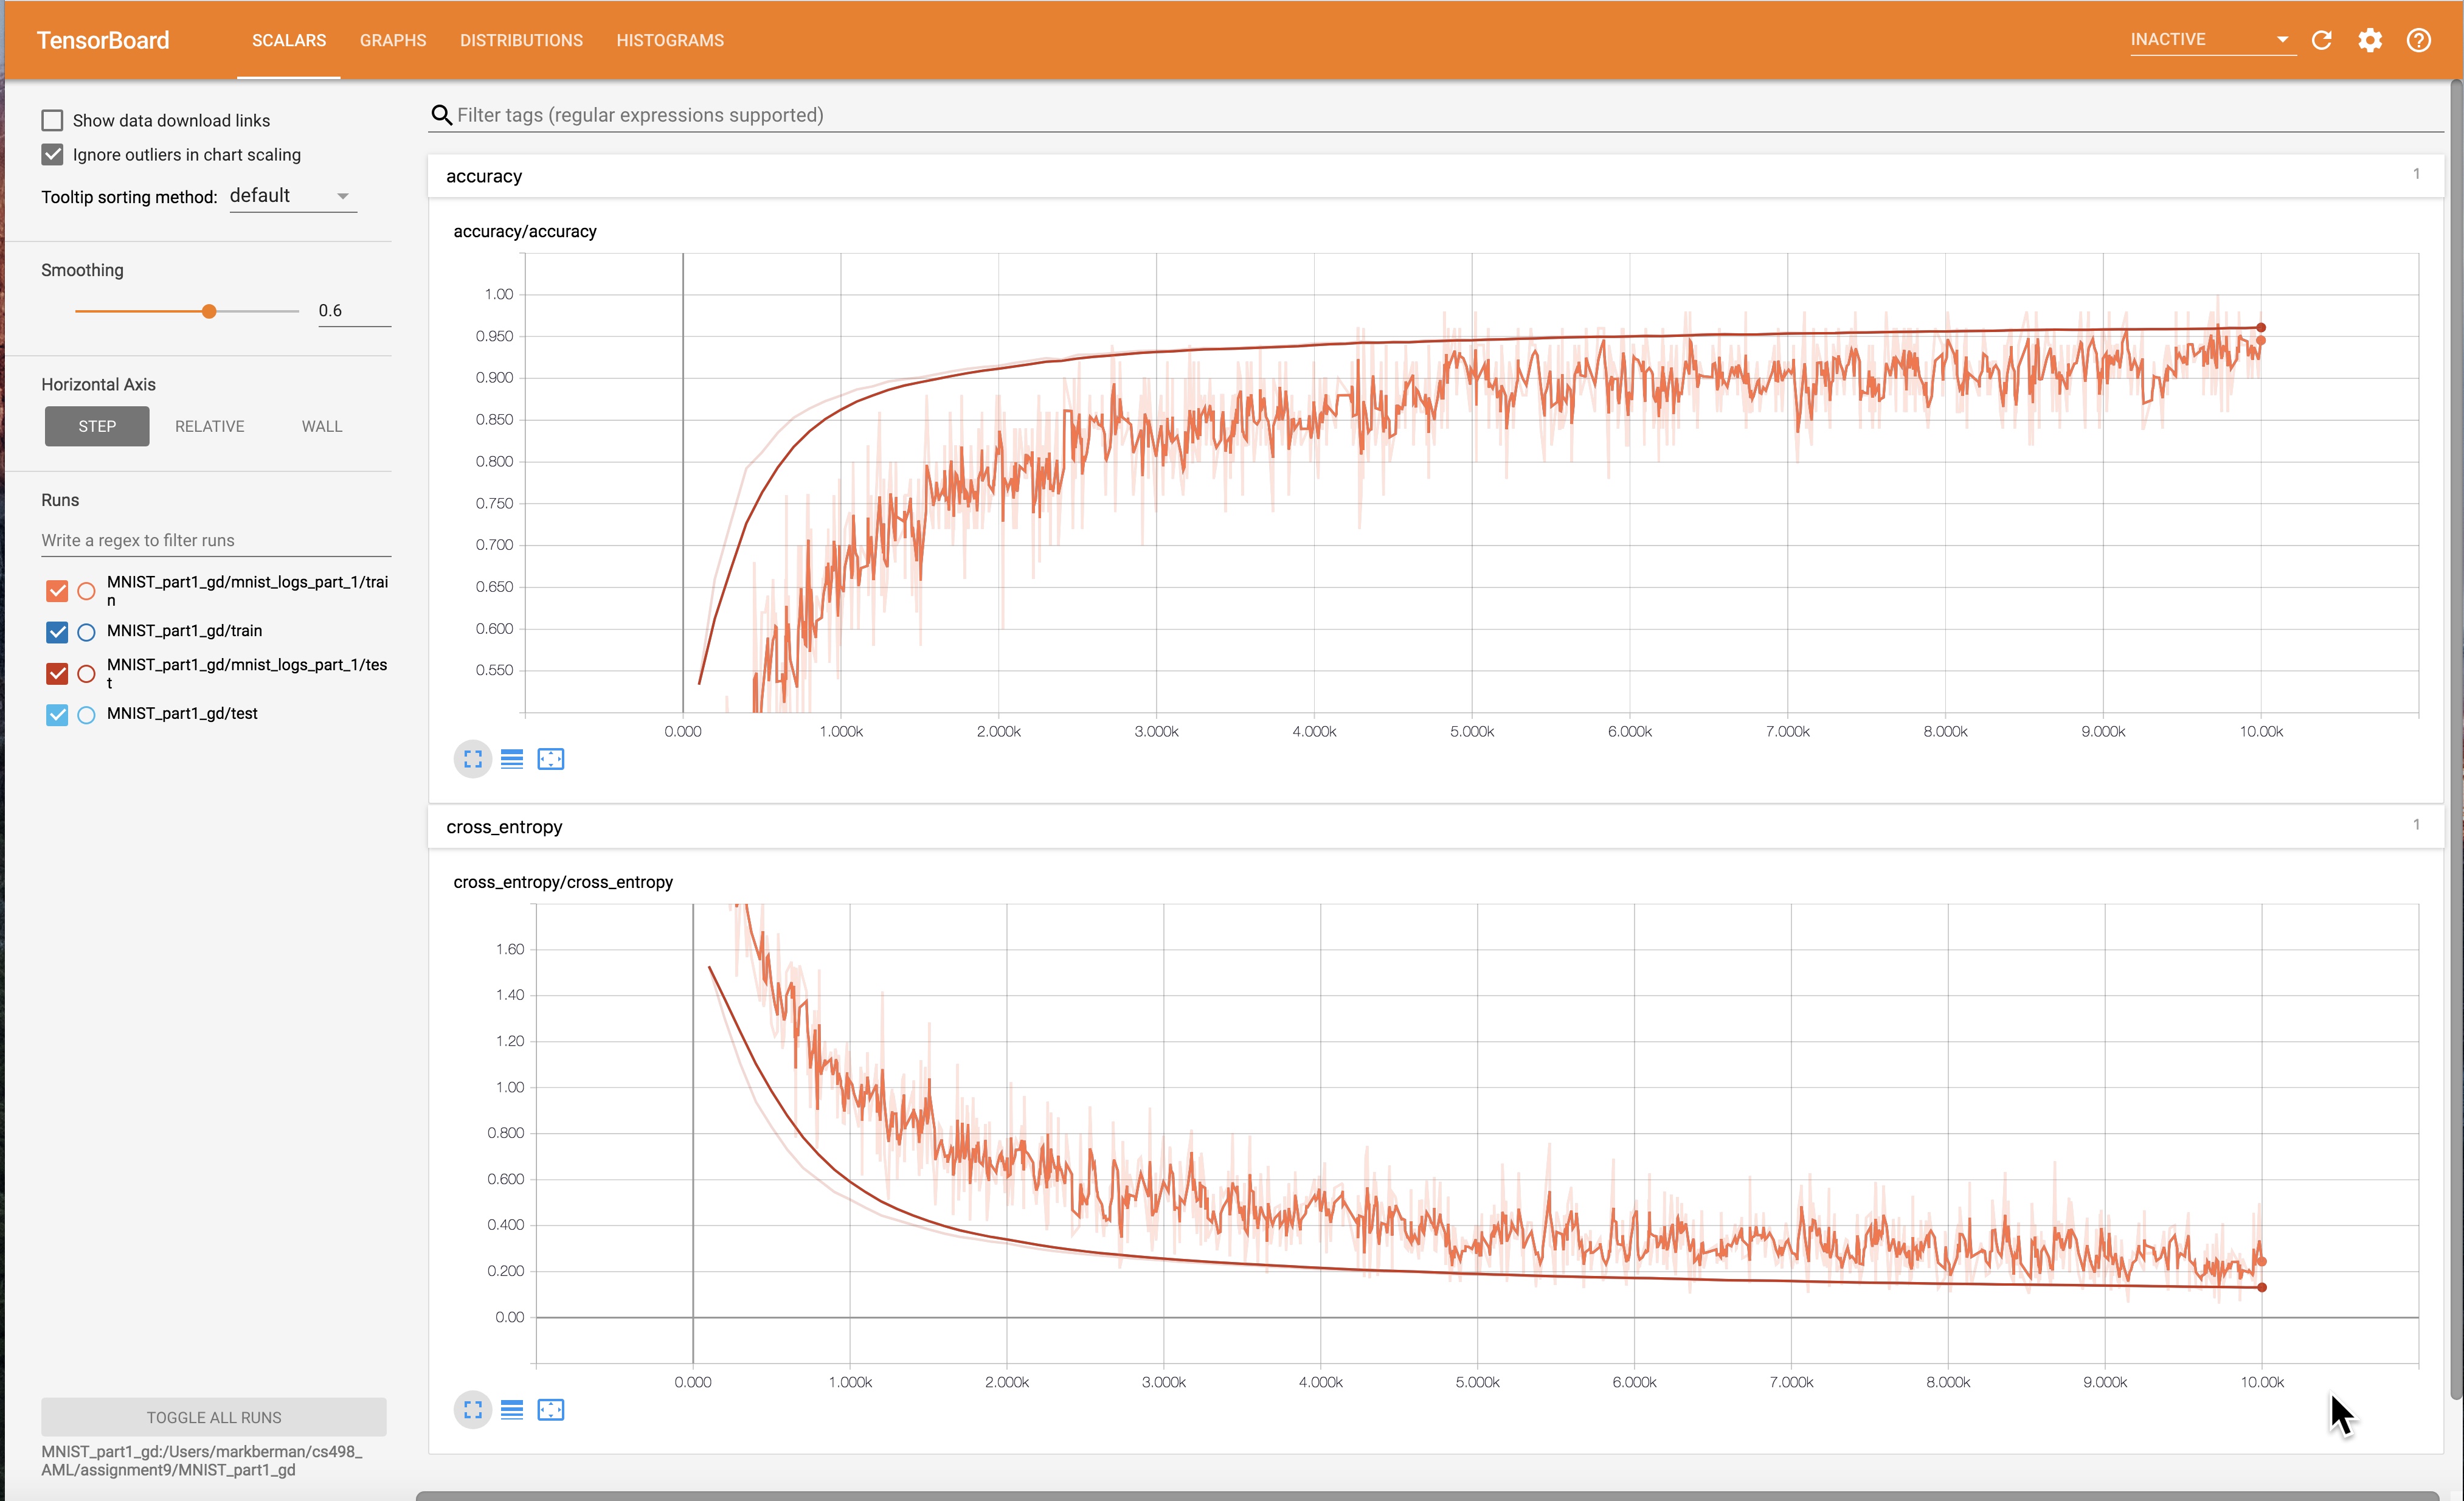 TensorBoard
SCALARS GRAPHS DISTRIBUTIONS HISTOGRAMS
INACTIVE
Show data download links
Ignore outliers in chart scaling
Tooltip sorting method: default
Smoothing
0.6
Horizontal Axis
STEP RELATIVE WALL
Runs
Write a regex to filter runs
MNIST_part1_gd/mnist_logs_part_1/trai
n
MNIST_part1_gd/train
MNIST_part1_gd/mnist_logs_part_1/tes
t
MNIST_part1_gd/test
TOGGLE ALL RUNS
MNIST_part1_gd:/Users/markberman/cs498_
AML/assignment9/MNIST_part1_gd
Filter tags (regular expressions supported)
accuracy 1
accuracy/accuracy
1.00
0.950
0.900
0.850
0.800
0.750
0.700
0.650
0.600
0.550
0.000 1.000k 2.000k 3.000k 4.000k 5.000k 6.000k 7.000k 8.000k 9.000k 10.00k
cross_entropy 1
cross_entropy/cross_entropy
1.60
1.40
1.20
1.00
0.800
0.600
0.400
0.200
0.00
0.000 1.000k 2.000k 3.000k 4.000k 5.000k 6.000k 7.000k 8.000k 9.000k 10.00k